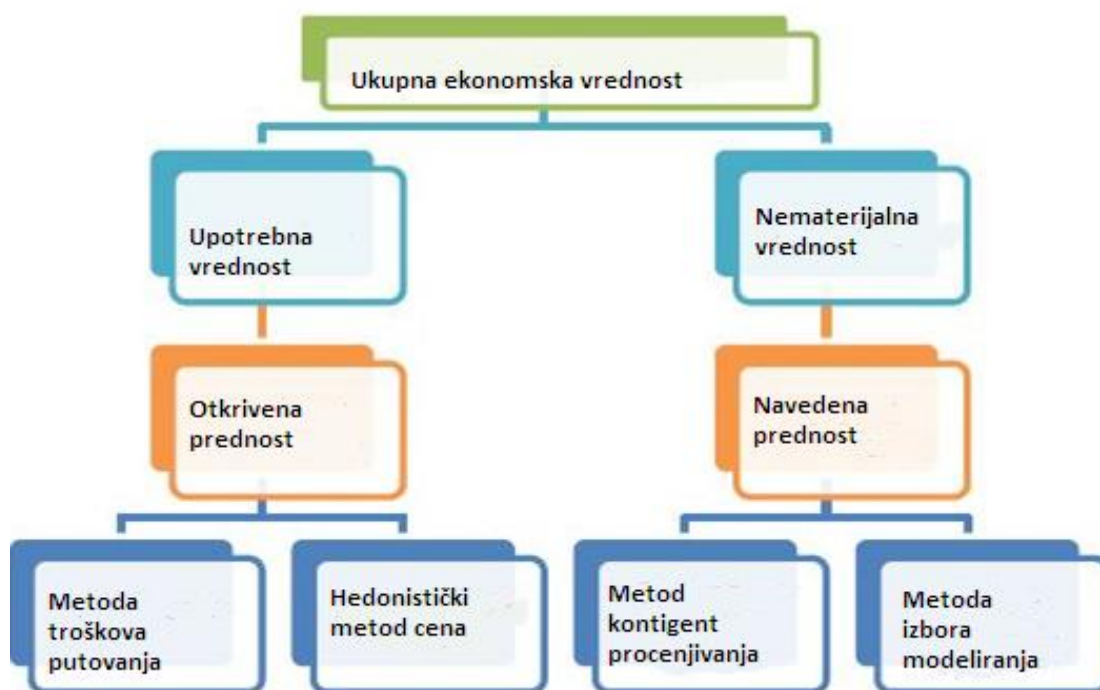 Ukupna ekonomska vrednost
Upotrebna
vrednost
Nematerijalna
vrednost
Otkrivena
prednost
Navedena
prednost
Metoda
troškova
putovanja
Hedonistički
metod cena
Metod
kontigent
procenjivanja
Metoda
izbora
modeliranja